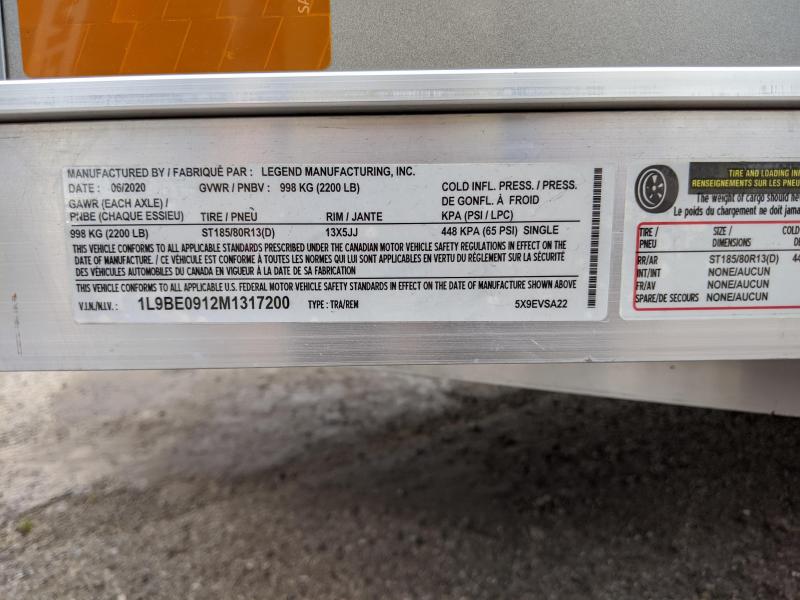 MANUFACTURED BY / FABRIQUÉ PAR : LEGEND MANUFACTURING, INC.
DATE : 06/2020 GVWR / PNBV : 998 KG (2200 LB) COLD INFL. PRESS. / PRESS.
GAWR (EACH AXLE) / DE GONFL. À FROID
PNBE (CHAQUE ESSIEU) TIRE / PNEU RIM / JANTE KPA (PSI / LPC)
998 KG (2200 LB) ST185/80R13(D) 13X5JJ 448 KPA (65 PSI) SINGLE
THIS VEHICLE CONFORMS TO ALL APPLICABLE STANDARDS PRESCRIBED UNDER THE CANADIAN MOTOR VEHICLE SAFETY REGULATIONS IN EFFECT ON THE
DATE OF MANUFACTURE. / CE VÉHICULE EST CONFORME À TOUTES LES NORMES QUI LUI SONT APPLICABLES EN VERTU DU RÈGLEMENT SUR LA SÉCURITÉ
DES VÉHICULES AUTOMOBILES DU CANADA EN VIGUEUR À LA DATE DE SA FABRICATION
THIS VEHICLE CONFORMS TO ALL APPLICABLE U.S. FEDERAL MOTOR VEHICLE SAFETY STANDARDS IN EFFECT ON THE DATE OF MANUFACTURE SHOWN ABOVE
V.I.N./N.I.V. : 1L9BE0912M1317200 TYPE : TRA/REM 5X9EVSA22
TIRE AND LOADING
RENSEIGNEMENTS SUR LES
The weight of cargo should
Le poids du chargement ne doit
TIRE / SIZE /
PNEU DIMENSIONS
RR/AR ST185/80R13(D)
INT/INT NONE/AUCUN
FR/AV NONE/AUCUN
SPARE/DE SECOURS NONE/AUCUN